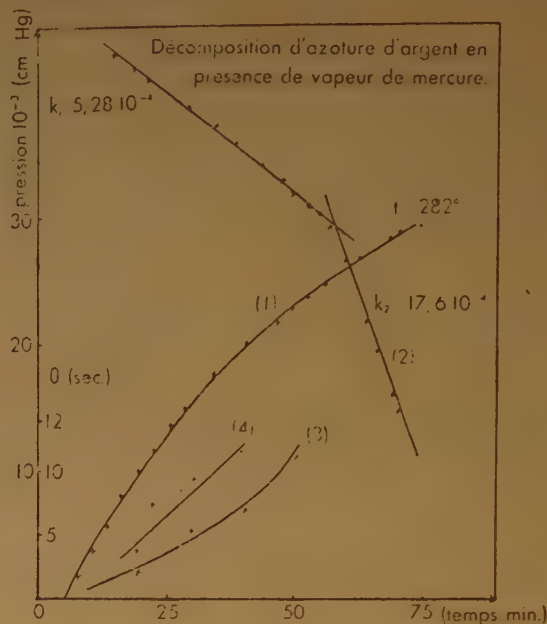 Décomposition d'azoture d'argent en
présence de vapeur de mercure.
pression 10⁻³ (cm Hg)
k, 5,28 10⁻⁴
30
t 282°
(1)
k₂ 17,6 10⁻⁴
20
(2)
0 (sec.)
12
(4)
(3)
10 10
5
0 25 50 75 (temps min.)